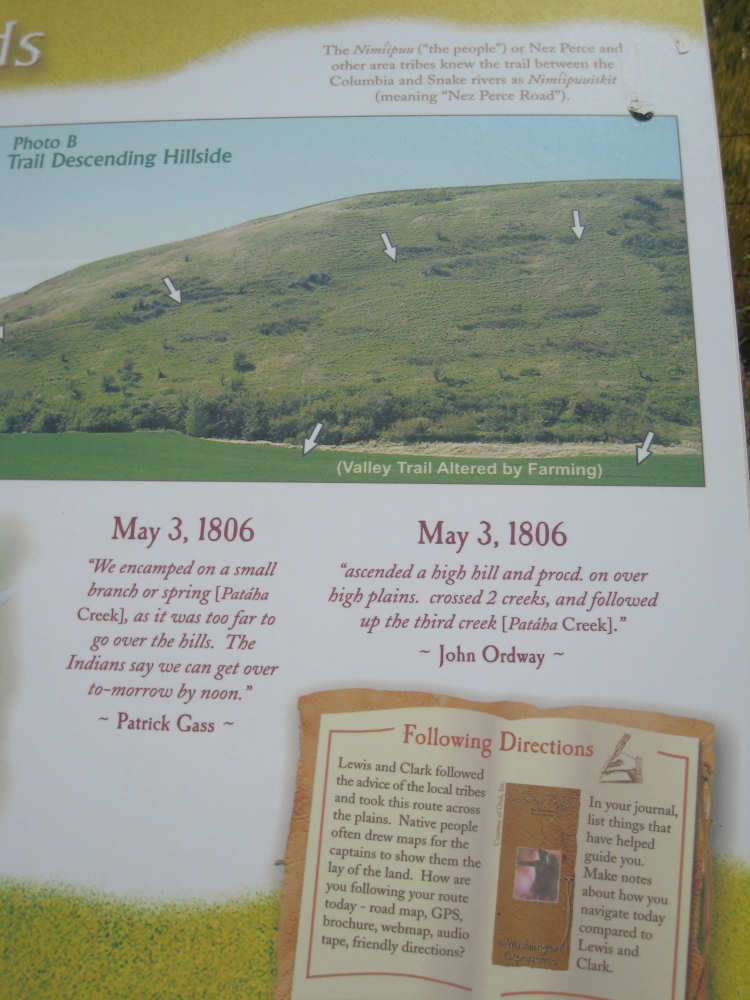 ds
The Nimíipuu ("the people") or Nez Perce and
other area tribes knew the trail between the
Columbia and Snake rivers as Nimíipuuiskit
(meaning "Nez Perce Road").
Photo B
Trail Descending Hillside
(Valley Trail Altered by Farming)
May 3, 1806
"We encamped on a small
branch or spring [Patáha
Creek], as it was too far to
go over the hills. The
Indians say we can get over
to-morrow by noon."
~ Patrick Gass ~
May 3, 1806
"ascended a high hill and procd. on over
high plains. crossed 2 creeks, and followed
up the third creek [Patáha Creek]."
~ John Ordway ~
Following Directions
Lewis and Clark followed
the advice of the local tribes
and took this route across
the plains. Native people
often drew maps for the
captains to show them the
lay of the land. How are
you following your route
today - road map, GPS,
brochure, webmap, audio
tape, friendly directions?
In your journal,
list things that
have helped
guide you.
Make notes
about how you
navigate today
compared to
Lewis and
Clark.